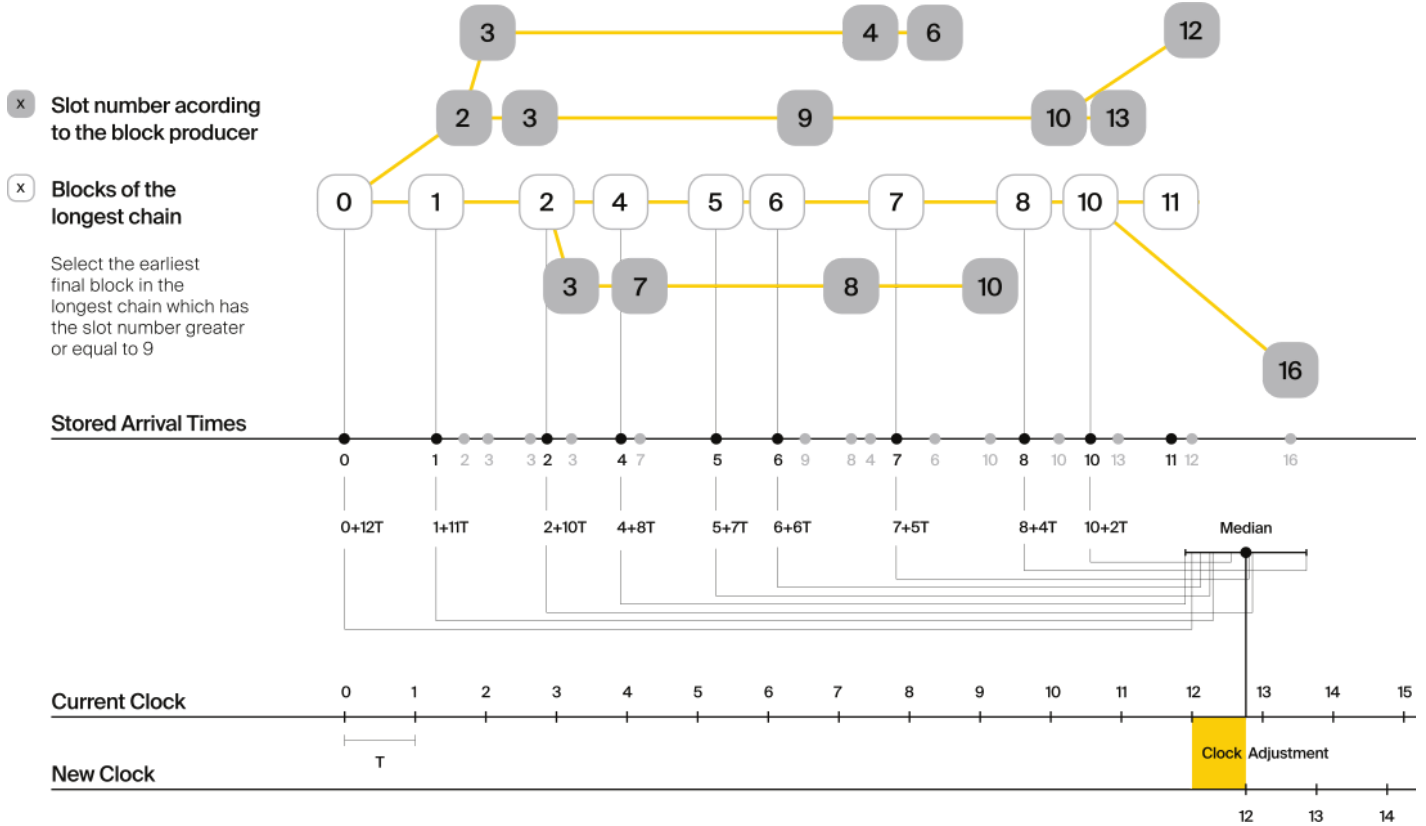 3 4 6 12
x Slot number acording
to the block producer
2 3 9 10 13
x Blocks of the
longest chain
0 1 2 4 5 6 7 8 10 11
Select the earliest
final block in the
longest chain which has
the slot number greater
or equal to 9
3 7 8 10
16
Stored Arrival Times
0 1 2 3 3 2 3 4 7 5 6 9 8 4 7 6 10 8 10 10 13 11 12 16
0+12T 1+11T 2+10T 4+8T 5+7T 6+6T 7+5T 8+4T 10+2T Median
Current Clock 0 1 2 3 4 5 6 7 8 9 10 11 12 13 14 15
T
Clock Adjustment
New Clock
12 13 14